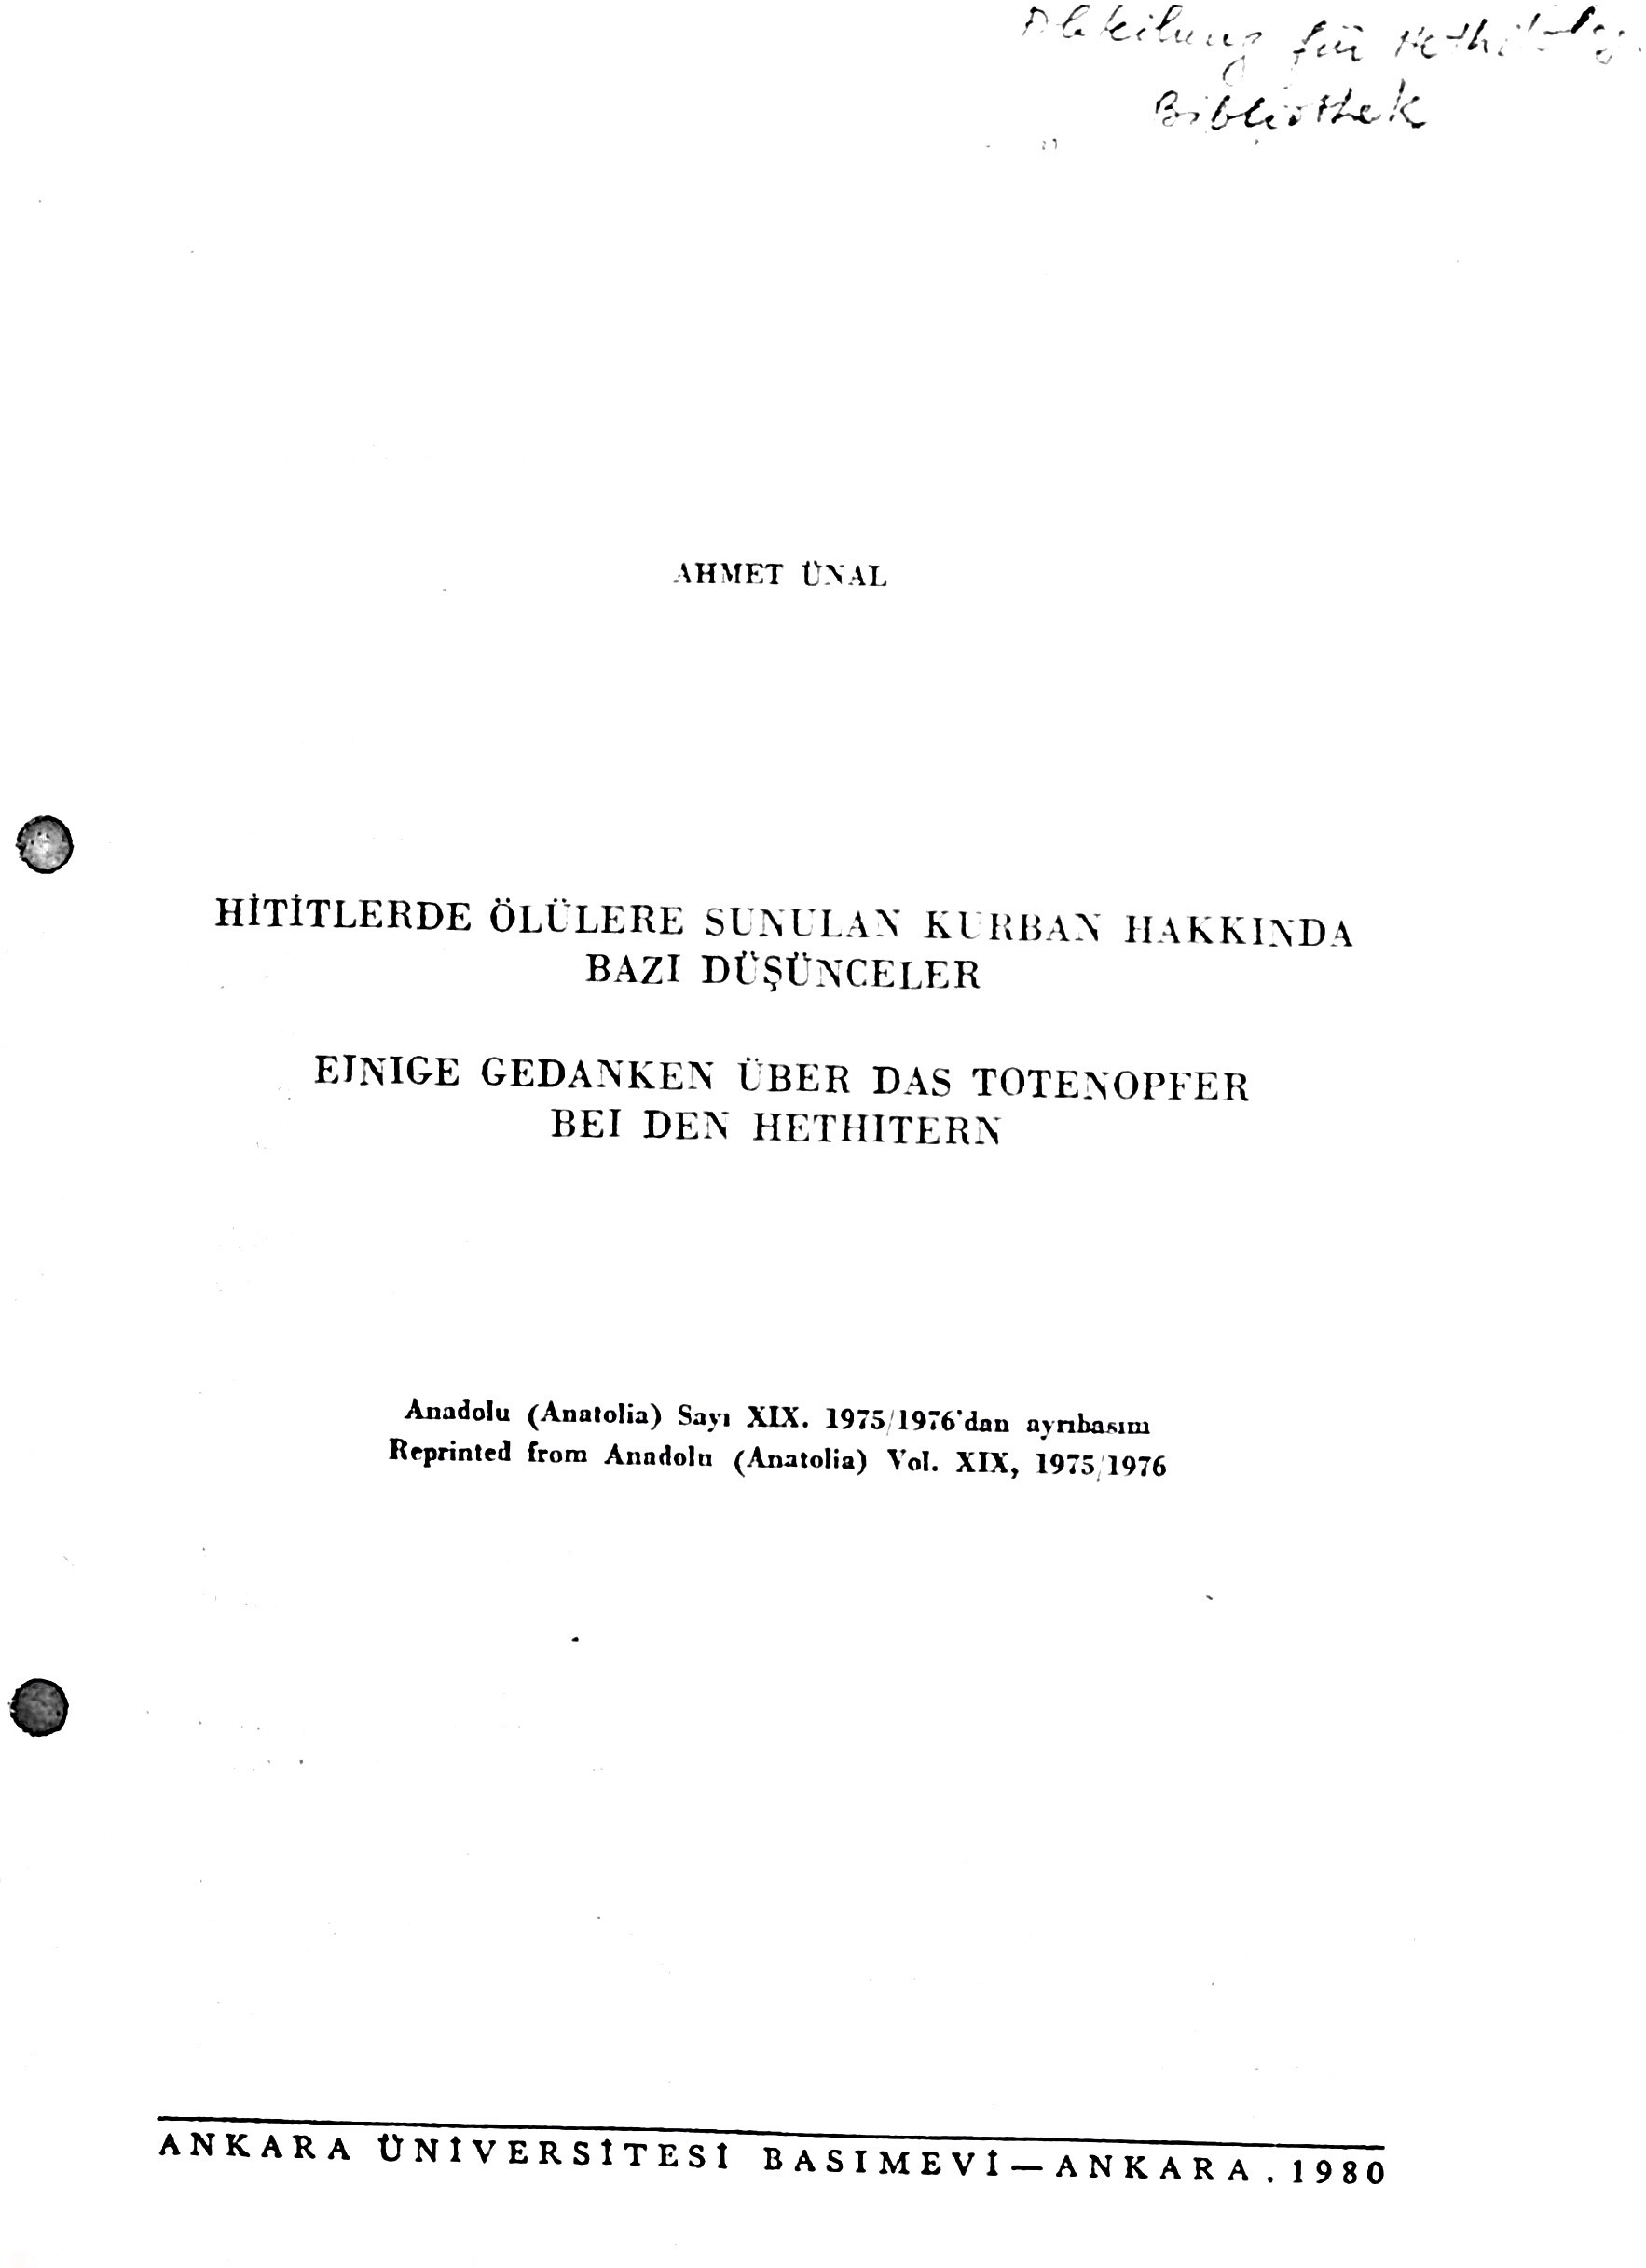 Abteilung für Hethitolog
Bibliothek
AHMET ÜNAL
HİTİTLERDE ÖLÜLERE SUNULAN KURBAN HAKKINDA
BAZI DÜŞÜNCELER
EINIGE GEDANKEN ÜBER DAS TOTENOPFER
BEI DEN HETHITERN
Anadolu (Anatolia) Sayı XIX. 1975/1976'dan ayrıbasım
Reprinted from Anadolu (Anatolia) Vol. XIX, 1975/1976
ANKARA ÜNİVERSİTESİ BASIMEVİ—ANKARA . 1980